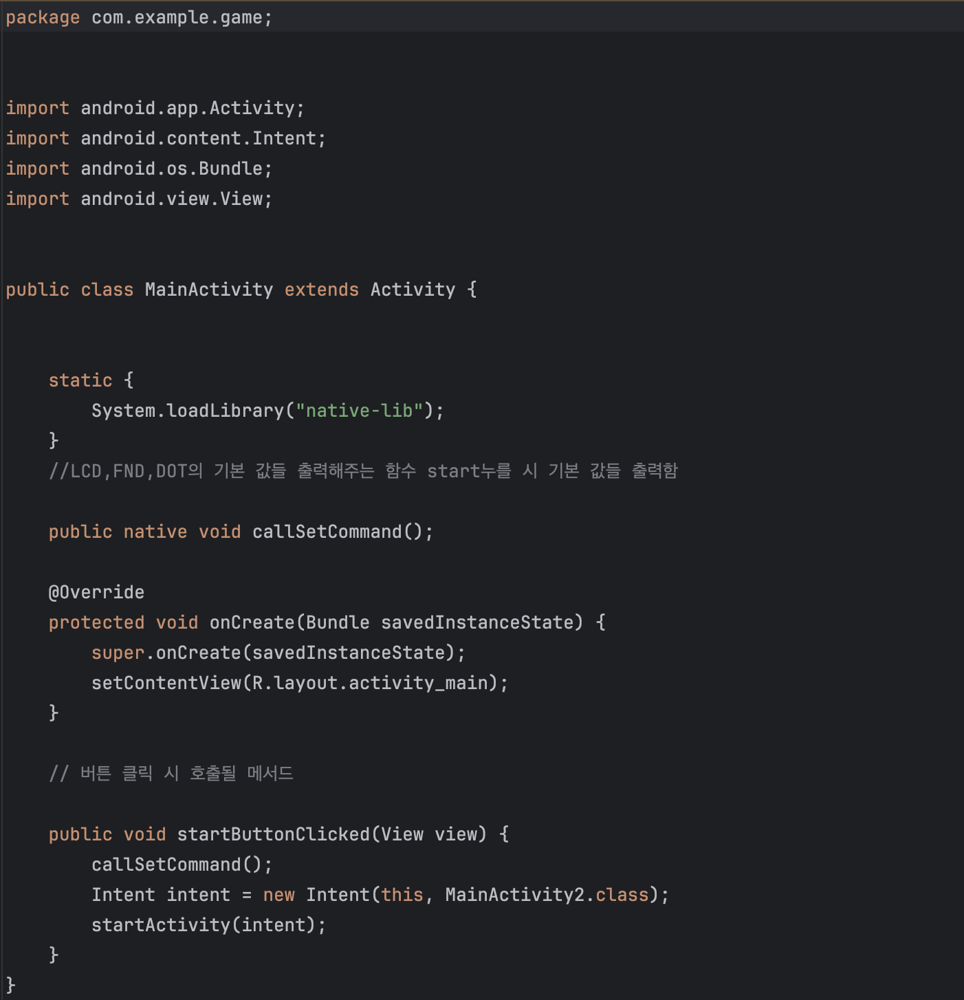 package com.example.game;
import android.app.Activity;
import android.content.Intent;
import android.os.Bundle;
import android.view.View;
public class MainActivity extends Activity {
static {
System.loadLibrary("native-lib");
}
//LCD,FND,DOT의 기본 값들 출력해주는 함수 start누를 시 기본 값들 출력함
public native void callSetCommand();
@Override
protected void onCreate(Bundle savedInstanceState) {
super.onCreate(savedInstanceState);
setContentView(R.layout.activity_main);
}
// 버튼 클릭 시 호출될 메서드
public void startButtonClicked(View view) {
callSetCommand();
Intent intent = new Intent(this, MainActivity2.class);
startActivity(intent);
}
}